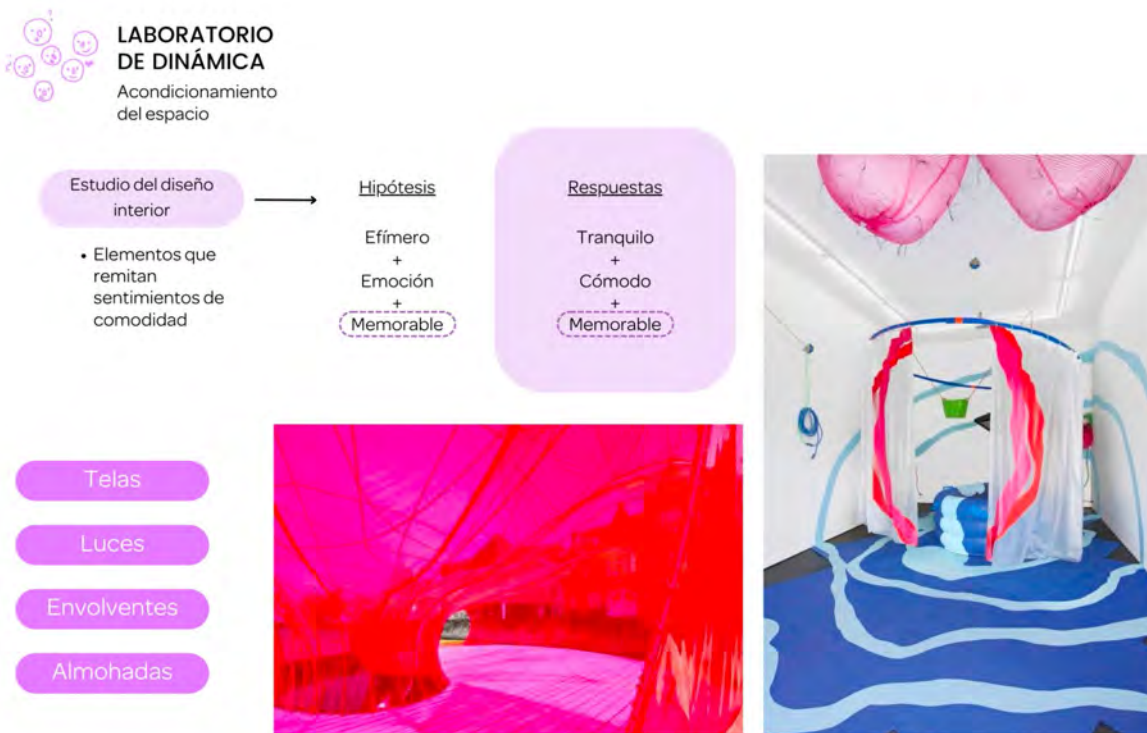 LABORATORIO
DE DINÁMICA
Acondicionamiento
del espacio
Estudio del diseño
interior
• Elementos que
remitan
sentimientos de
comodidad
Hipótesis
Efímero
+
Emoción
+
Memorable
Respuestas
Tranquilo
+
Cómodo
+
Memorable
Telas
Luces
Envolventes
Almohadas